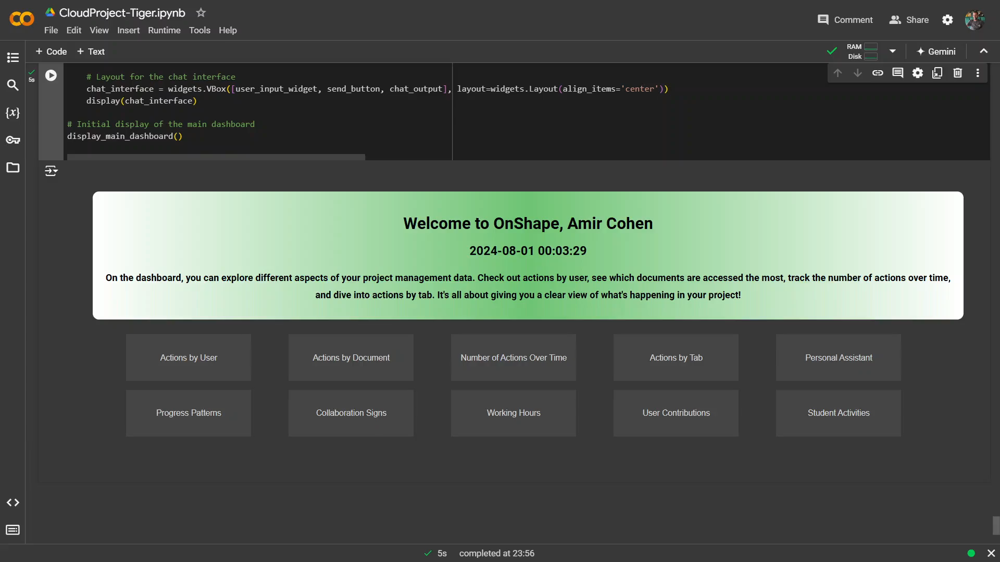 CloudProject-Tiger.ipynb
File Edit View Insert Runtime Tools Help
Comment
Share
+ Code + Text
RAM
Disk
Gemini
5s
# Layout for the chat interface
chat_interface = widgets.VBox([user_input_widget, send_button, chat_output], layout=widgets.Layout(align_items='center'))
display(chat_interface)
# Initial display of the main dashboard
display_main_dashboard()
{x}
Welcome to OnShape, Amir Cohen
2024-08-01 00:03:29
On the dashboard, you can explore different aspects of your project management data. Check out actions by user, see which documents are accessed the most, track the number of actions over time,
and dive into actions by tab. It's all about giving you a clear view of what's happening in your project!
Actions by User
Actions by Document
Number of Actions Over Time
Actions by Tab
Personal Assistant
Progress Patterns
Collaboration Signs
Working Hours
User Contributions
Student Activities
5s completed at 23:56